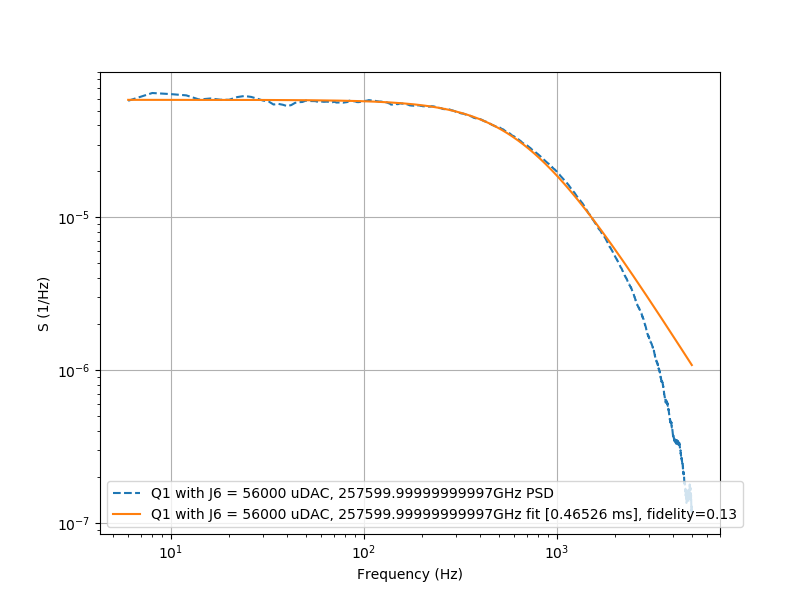 10^-5
10^-6
10^-7
S (1/Hz)
Q1 with J6 = 56000 uDAC, 257599.99999999997GHz PSD
Q1 with J6 = 56000 uDAC, 257599.99999999997GHz fit [0.46526 ms], fidelity=0.13
10^1
10^2
10^3
Frequency (Hz)